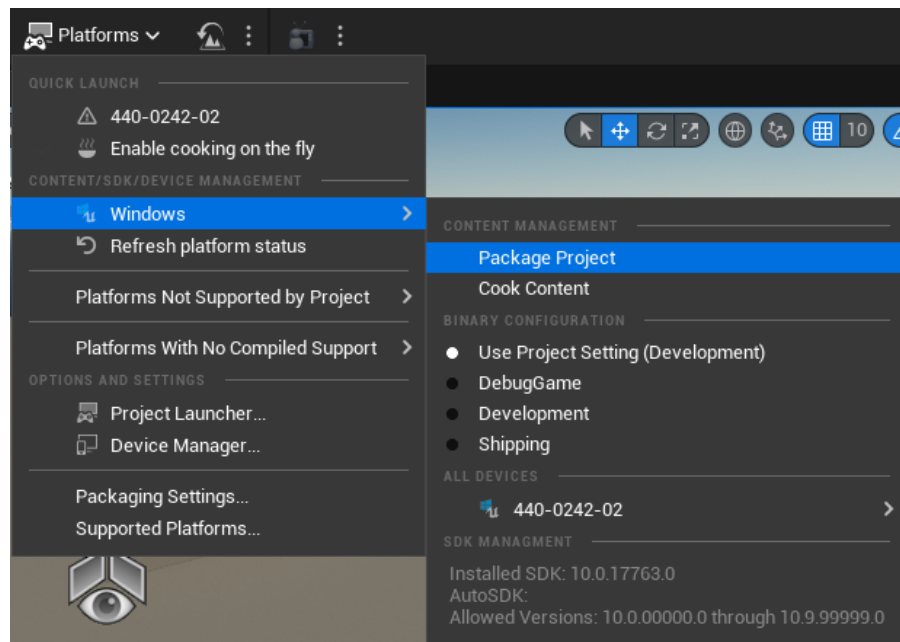 Platforms
QUICK LAUNCH
440-0242-02
Enable cooking on the fly
CONTENT/SDK/DEVICE MANAGEMENT
Windows
Refresh platform status
Platforms Not Supported by Project
Platforms With No Compiled Support
OPTIONS AND SETTINGS
Project Launcher...
Device Manager...
Packaging Settings...
Supported Platforms...
10
CONTENT MANAGEMENT
Package Project
Cook Content
BINARY CONFIGURATION
Use Project Setting (Development)
DebugGame
Development
Shipping
ALL DEVICES
440-0242-02
SDK MANAGMENT
Installed SDK: 10.0.17763.0
AutoSDK:
Allowed Versions: 10.0.00000.0 through 10.9.99999.0